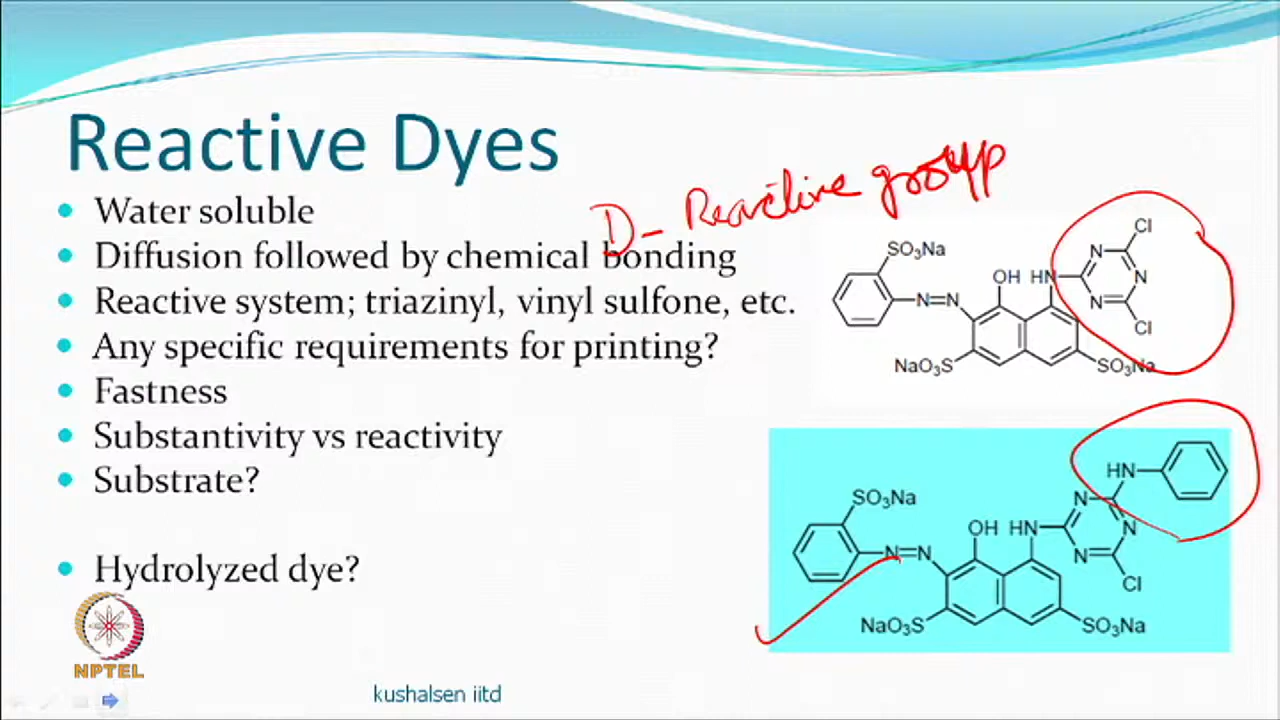 Reactive Dyes
Water soluble
Diffusion followed by chemical bonding
Reactive system; triazinyl, vinyl sulfone, etc.
Any specific requirements for printing?
Fastness
Substantivity vs reactivity
Substrate?
Hydrolyzed dye?
D- Reactive group
SO₃Na
N=N
OH
HN
N
N
N
Cl
Cl
NaO₃S
SO₃Na
SO₃Na
N=N
OH
HN
N
N
N
HN
Cl
NaO₃S
SO₃Na
NPTEL
kushalsen iitd